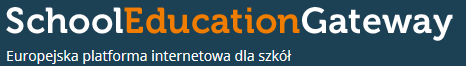 SchoolEducationGateway
Europejska platforma internetowa dla szkół